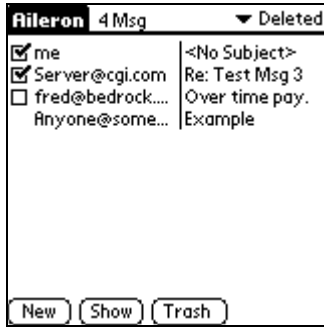 Aileron 4 Msg Deleted
me <No Subject>
Server@cgi.com Re: Test Msg 3
fred@bedrock.... Over time pay.
Anyone@some... Example
New Show Trash